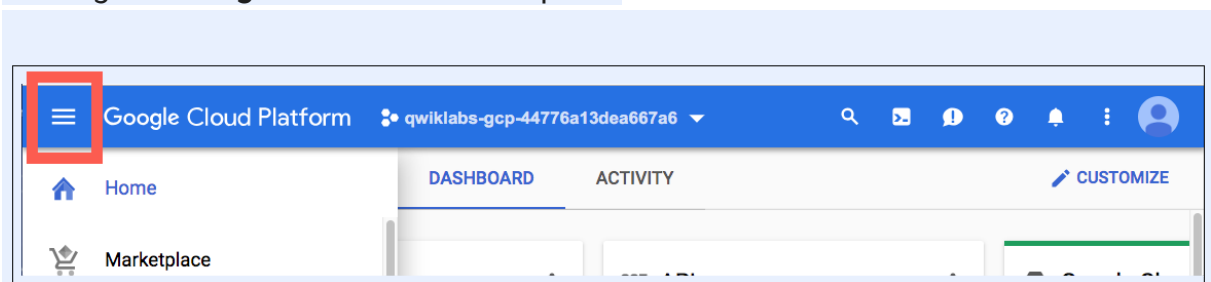 Google Cloud Platform qwiklabs-gcp-44776a13dea667a6
Home
DASHBOARD ACTIVITY CUSTOMIZE
Marketplace